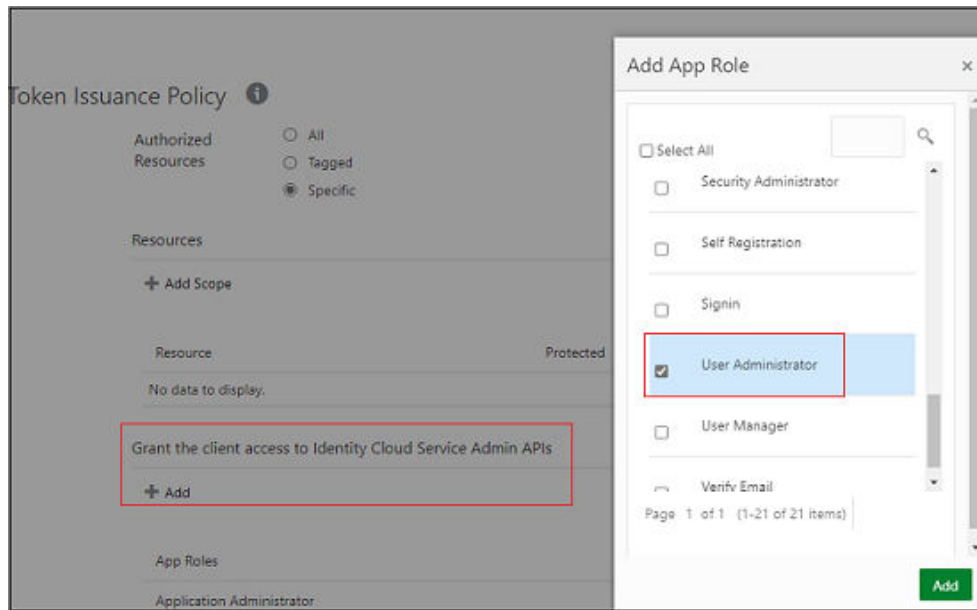 Token Issuance Policy
Authorized
Resources
All
Tagged
Specific
Resources
Add Scope
Resource
Protected
No data to display.
Grant the client access to Identity Cloud Service Admin APIs
Add
App Roles
Application Administrator
Add App Role
×
Select All
Security Administrator
Self Registration
Signin
User Administrator
User Manager
Verify Email
Page 1 of 1 (1-21 of 21 items)
Add